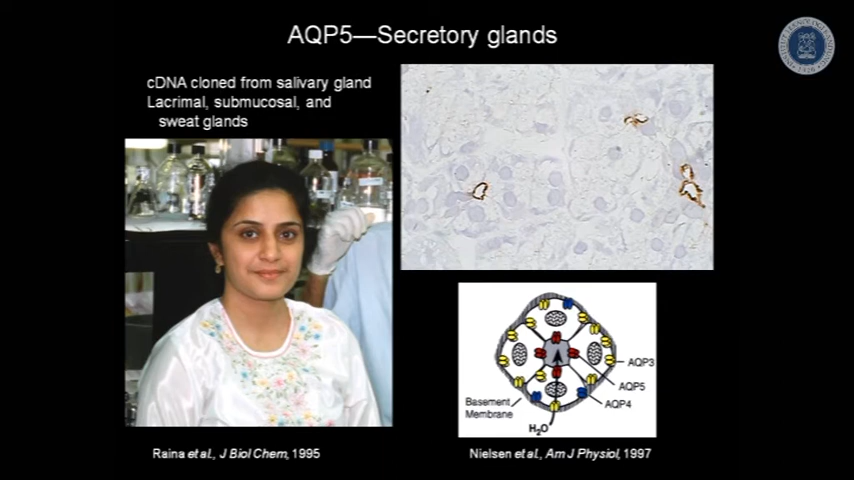 AQP5—Secretory glands
cDNA cloned from salivary gland
Lacrimal, submucosal, and
sweat glands
AQP3
AQP5
AQP4
Basement
Membrane
H₂O
Raina et al., J Biol Chem, 1995
Nielsen et al., Am J Physiol, 1997